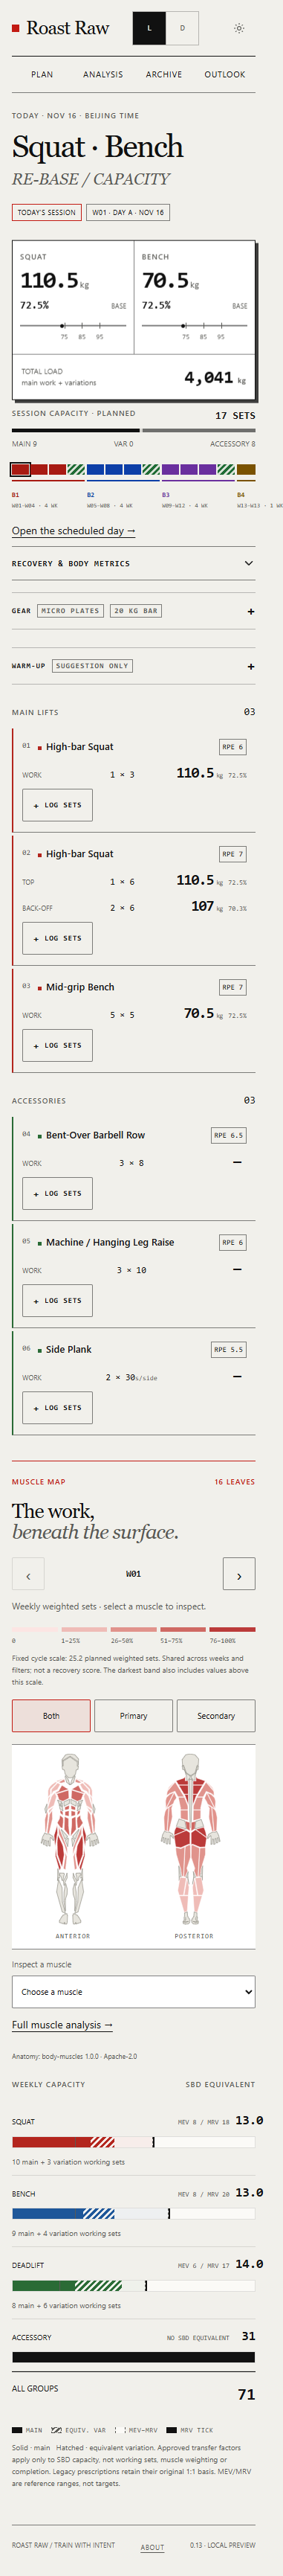 Roast Raw
L D
PLAN ANALYSIS ARCHIVE OUTLOOK
TODAY · NOV 16 · BEIJING TIME
Squat · Bench
RE-BASE / CAPACITY
TODAY'S SESSION W01 · DAY A · NOV 16
SQUAT BENCH
110.5 kg 70.5 kg
72.5% BASE 72.5% BASE
75 85 95 75 85 95
TOTAL LOAD
main work + variations
4,041 kg
SESSION CAPACITY · PLANNED 17 SETS
MAIN 9 VAR 0 ACCESSORY 8
B1 B2 B3 B4
W01-W04 · 4 WK W05-W08 · 4 WK W09-W12 · 4 WK W13-W13 · 1 WK
Open the scheduled day →
RECOVERY & BODY METRICS
GEAR MICRO PLATES 20 KG BAR +
WARM-UP SUGGESTION ONLY +
MAIN LIFTS 03
01 High-bar Squat RPE 6
WORK 1 × 3 110.5 kg 72.5%
+ LOG SETS
02 High-bar Squat RPE 7
TOP 1 × 6 110.5 kg 72.5%
BACK-OFF 2 × 6 107 kg 70.3%
+ LOG SETS
03 Mid-grip Bench RPE 7
WORK 5 × 5 70.5 kg 72.5%
+ LOG SETS
ACCESSORIES 03
04 Bent-Over Barbell Row RPE 6.5
WORK 3 × 8 —
+ LOG SETS
05 Machine / Hanging Leg Raise RPE 6
WORK 3 × 10 —
+ LOG SETS
06 Side Plank RPE 5.5
WORK 2 × 30s/side —
+ LOG SETS
MUSCLE MAP 16 LEAVES
The work,
beneath the surface.
‹ W01 ›
Weekly weighted sets · select a muscle to inspect.
0 1–25% 26–50% 51–75% 76–100%
Fixed cycle scale: 25.2 planned weighted sets. Shared across weeks and
filters; not a recovery score. The darkest band also includes values above
this scale.
Both Primary Secondary
ANTERIOR POSTERIOR
Inspect a muscle
Choose a muscle
Full muscle analysis →
Anatomy: body-muscles 1.0.0 · Apache-2.0
WEEKLY CAPACITY SBD EQUIVALENT
SQUAT MEV 8 / MRV 18 13.0
10 main + 3 variation working sets
BENCH MEV 8 / MRV 20 13.0
9 main + 4 variation working sets
DEADLIFT MEV 6 / MRV 17 14.0
8 main + 6 variation working sets
ACCESSORY NO SBD EQUIVALENT 31
ALL GROUPS 71
MAIN EQUIV. VAR MEV–MRV MRV TICK
Solid · main Hatched · equivalent variation. Approved transfer factors
apply only to SBD capacity, not working sets, muscle weighting or
completion. Legacy prescriptions retain their original 1:1 basis. MEV/MRV
are reference ranges, not targets.
ROAST RAW / TRAIN WITH INTENT ABOUT 0.13 · LOCAL PREVIEW